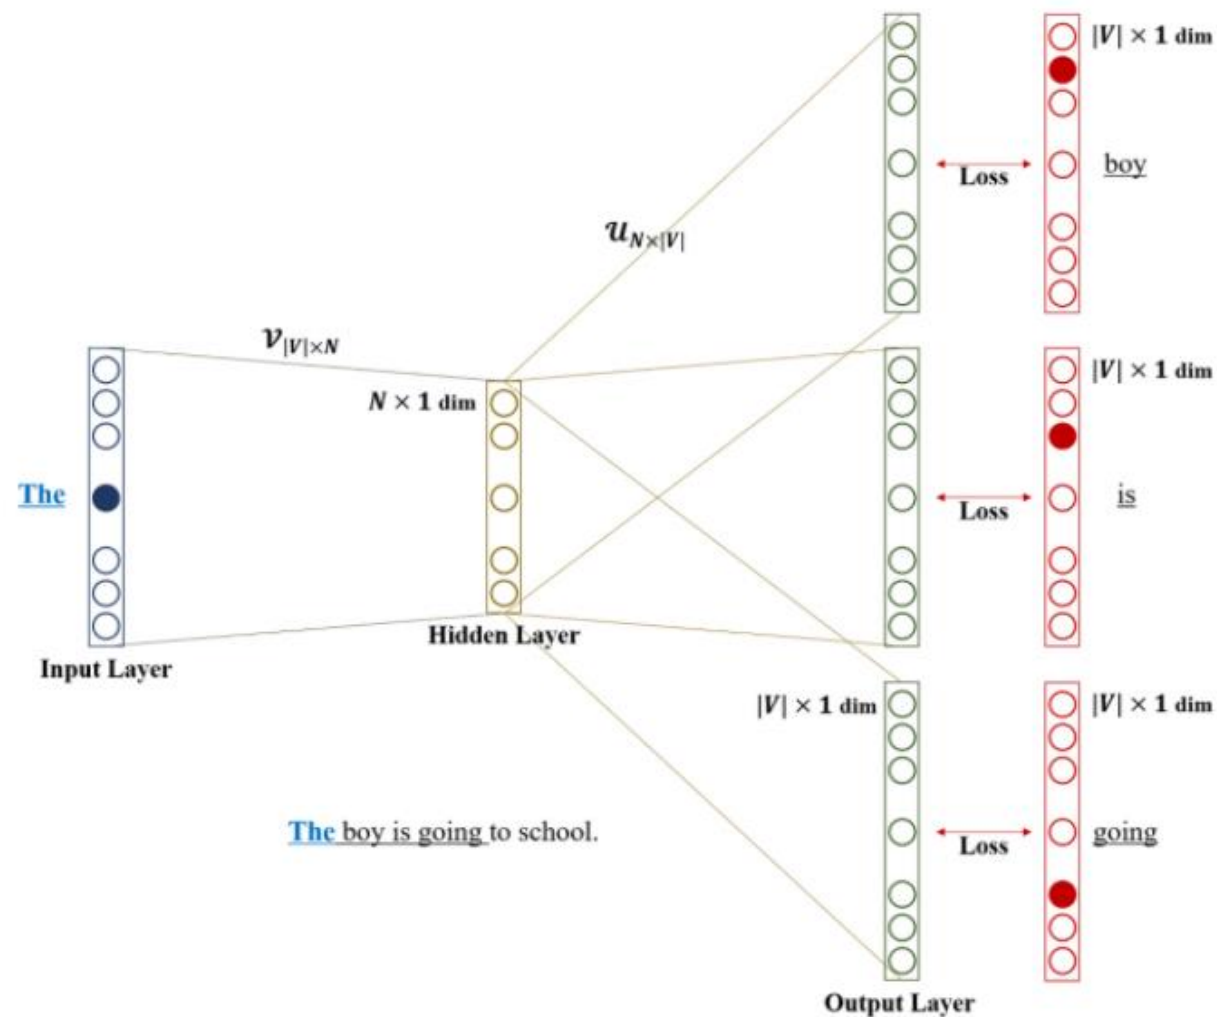 |V| × 1 dim
boy
Loss
𝒰N×|V|
𝒱|V|×N
|V| × 1 dim
N × 1 dim
The
is
Loss
Hidden Layer
Input Layer
|V| × 1 dim
|V| × 1 dim
The boy is going to school.
going
Loss
Output Layer